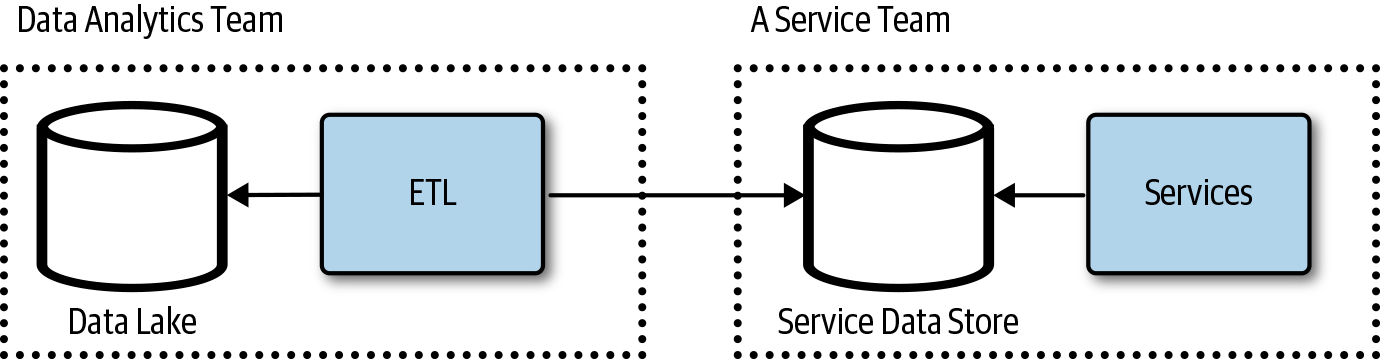 Data Analytics Team
A Service Team
ETL
Services
Data Lake
Service Data Store